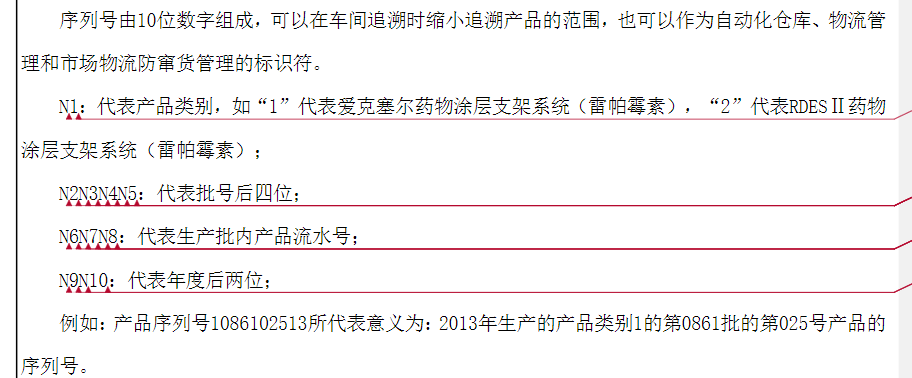 序列号由10位数字组成，可以在车间追溯时缩小追溯产品的范围，也可以作为自动化仓库、物流管
理和市场物流防窜货管理的标识符。
N1：代表产品类别，如“1”代表爱克塞尔药物涂层支架系统（雷帕霉素），“2”代表RDESⅡ药物
涂层支架系统（雷帕霉素）；
N2N3N4N5：代表批号后四位；
N6N7N8：代表生产批内产品流水号；
N9N10：代表年度后两位；
例如：产品序列号1086102513所代表意义为：2013年生产的产品类别1的第0861批的第025号产品的
序列号。